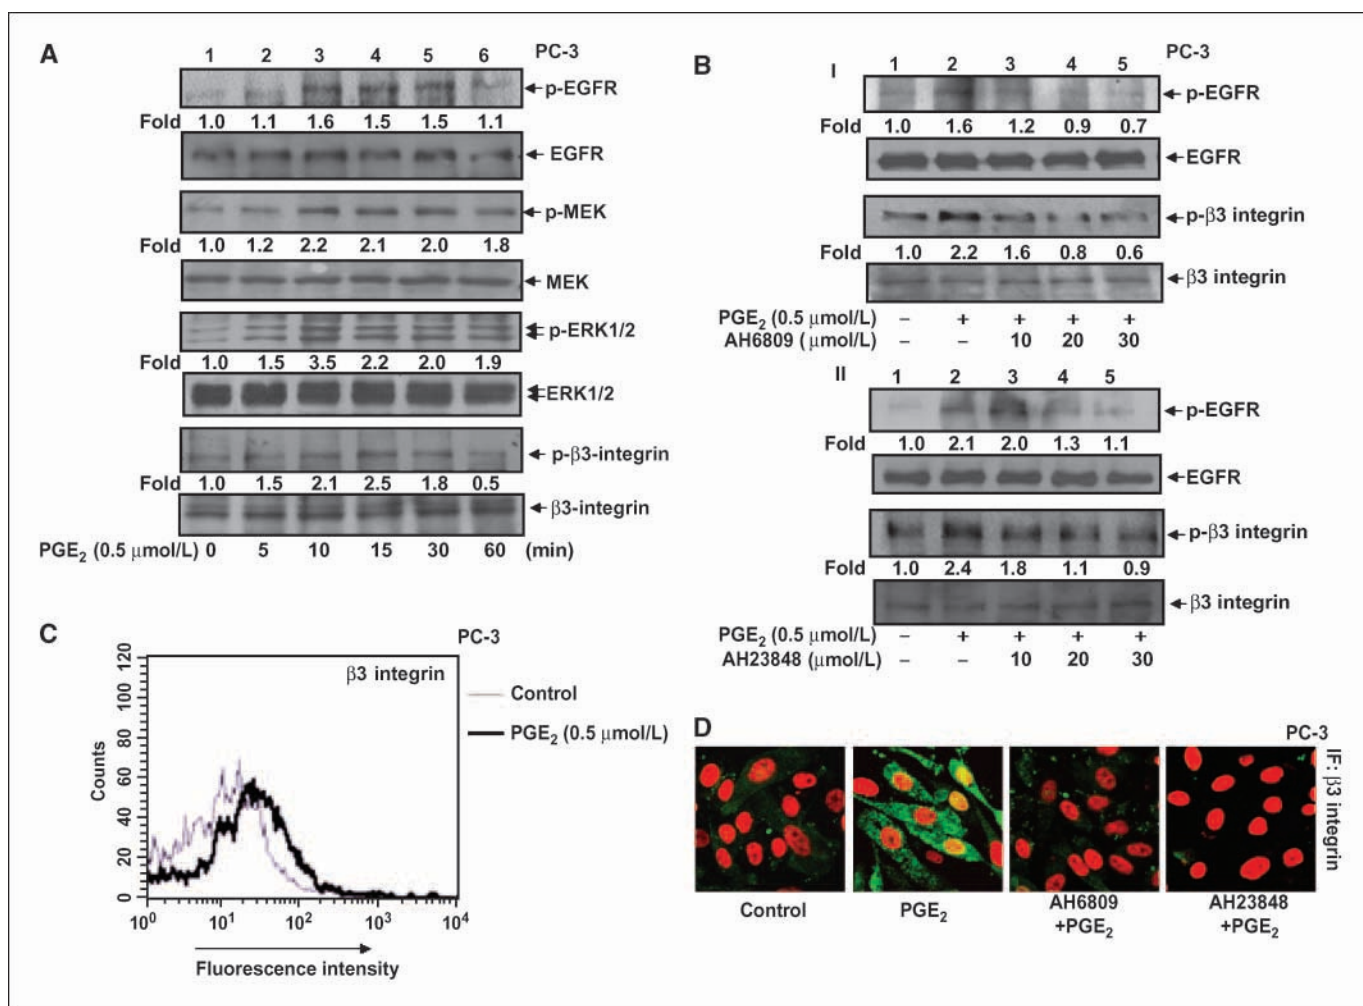 A
1 2 3 4 5 6 PC-3
p-EGFR
Fold 1.0 1.1 1.6 1.5 1.5 1.1
EGFR
p-MEK
Fold 1.0 1.2 2.2 2.1 2.0 1.8
MEK
p-ERK1/2
Fold 1.0 1.5 3.5 2.2 2.0 1.9
ERK1/2
p-β3-integrin
Fold 1.0 1.5 2.1 2.5 1.8 0.5
β3-integrin
PGE₂ (0.5 μmol/L) 0 5 10 15 30 60 (min)
B
PC-3
I
1 2 3 4 5
p-EGFR
Fold 1.0 1.6 1.2 0.9 0.7
EGFR
p-β3 integrin
Fold 1.0 2.2 1.6 0.8 0.6
β3 integrin
PGE₂ (0.5 μmol/L) – + + + +
AH6809 (μmol/L) – – 10 20 30
II
1 2 3 4 5
p-EGFR
Fold 1.0 2.1 2.0 1.3 1.1
EGFR
p-β3 integrin
Fold 1.0 2.4 1.8 1.1 0.9
β3 integrin
PGE₂ (0.5 μmol/L) – + + + +
AH23848 (μmol/L) – – 10 20 30
C
PC-3
β3 integrin
Control
PGE₂ (0.5 μmol/L)
Counts
120
100
80
60
40
20
0
10⁰ 10¹ 10² 10³ 10⁴
Fluorescence intensity
D
PC-3
IF: β3 integrin
Control
PGE₂
AH6809
+PGE₂
AH23848
+PGE₂